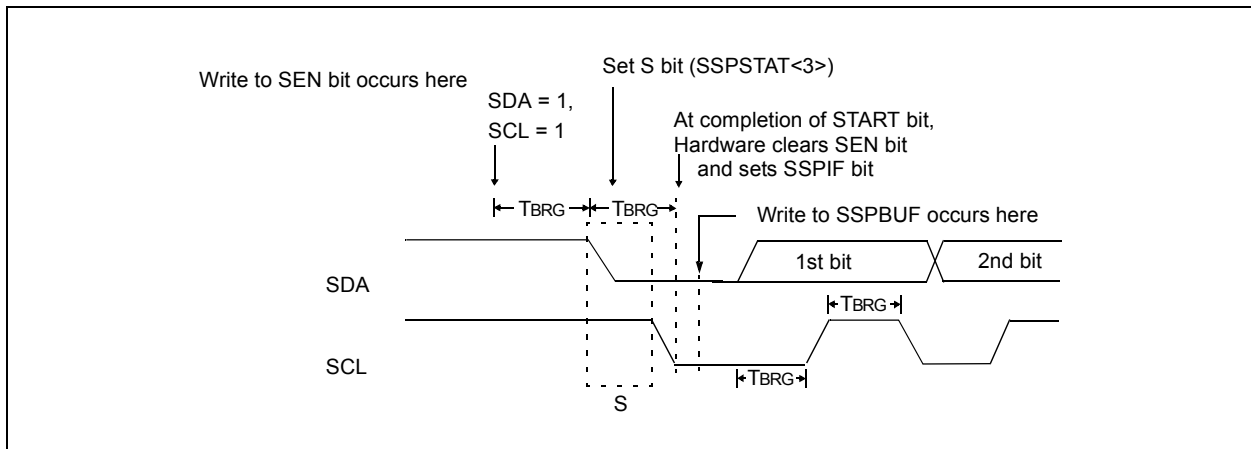 Set S bit (SSPSTAT<3>)
Write to SEN bit occurs here
SDA = 1,
SCL = 1
At completion of START bit,
Hardware clears SEN bit
and sets SSPIF bit
TBRG
TBRG
Write to SSPBUF occurs here
SDA
1st bit
2nd bit
TBRG
SCL
TBRG
S